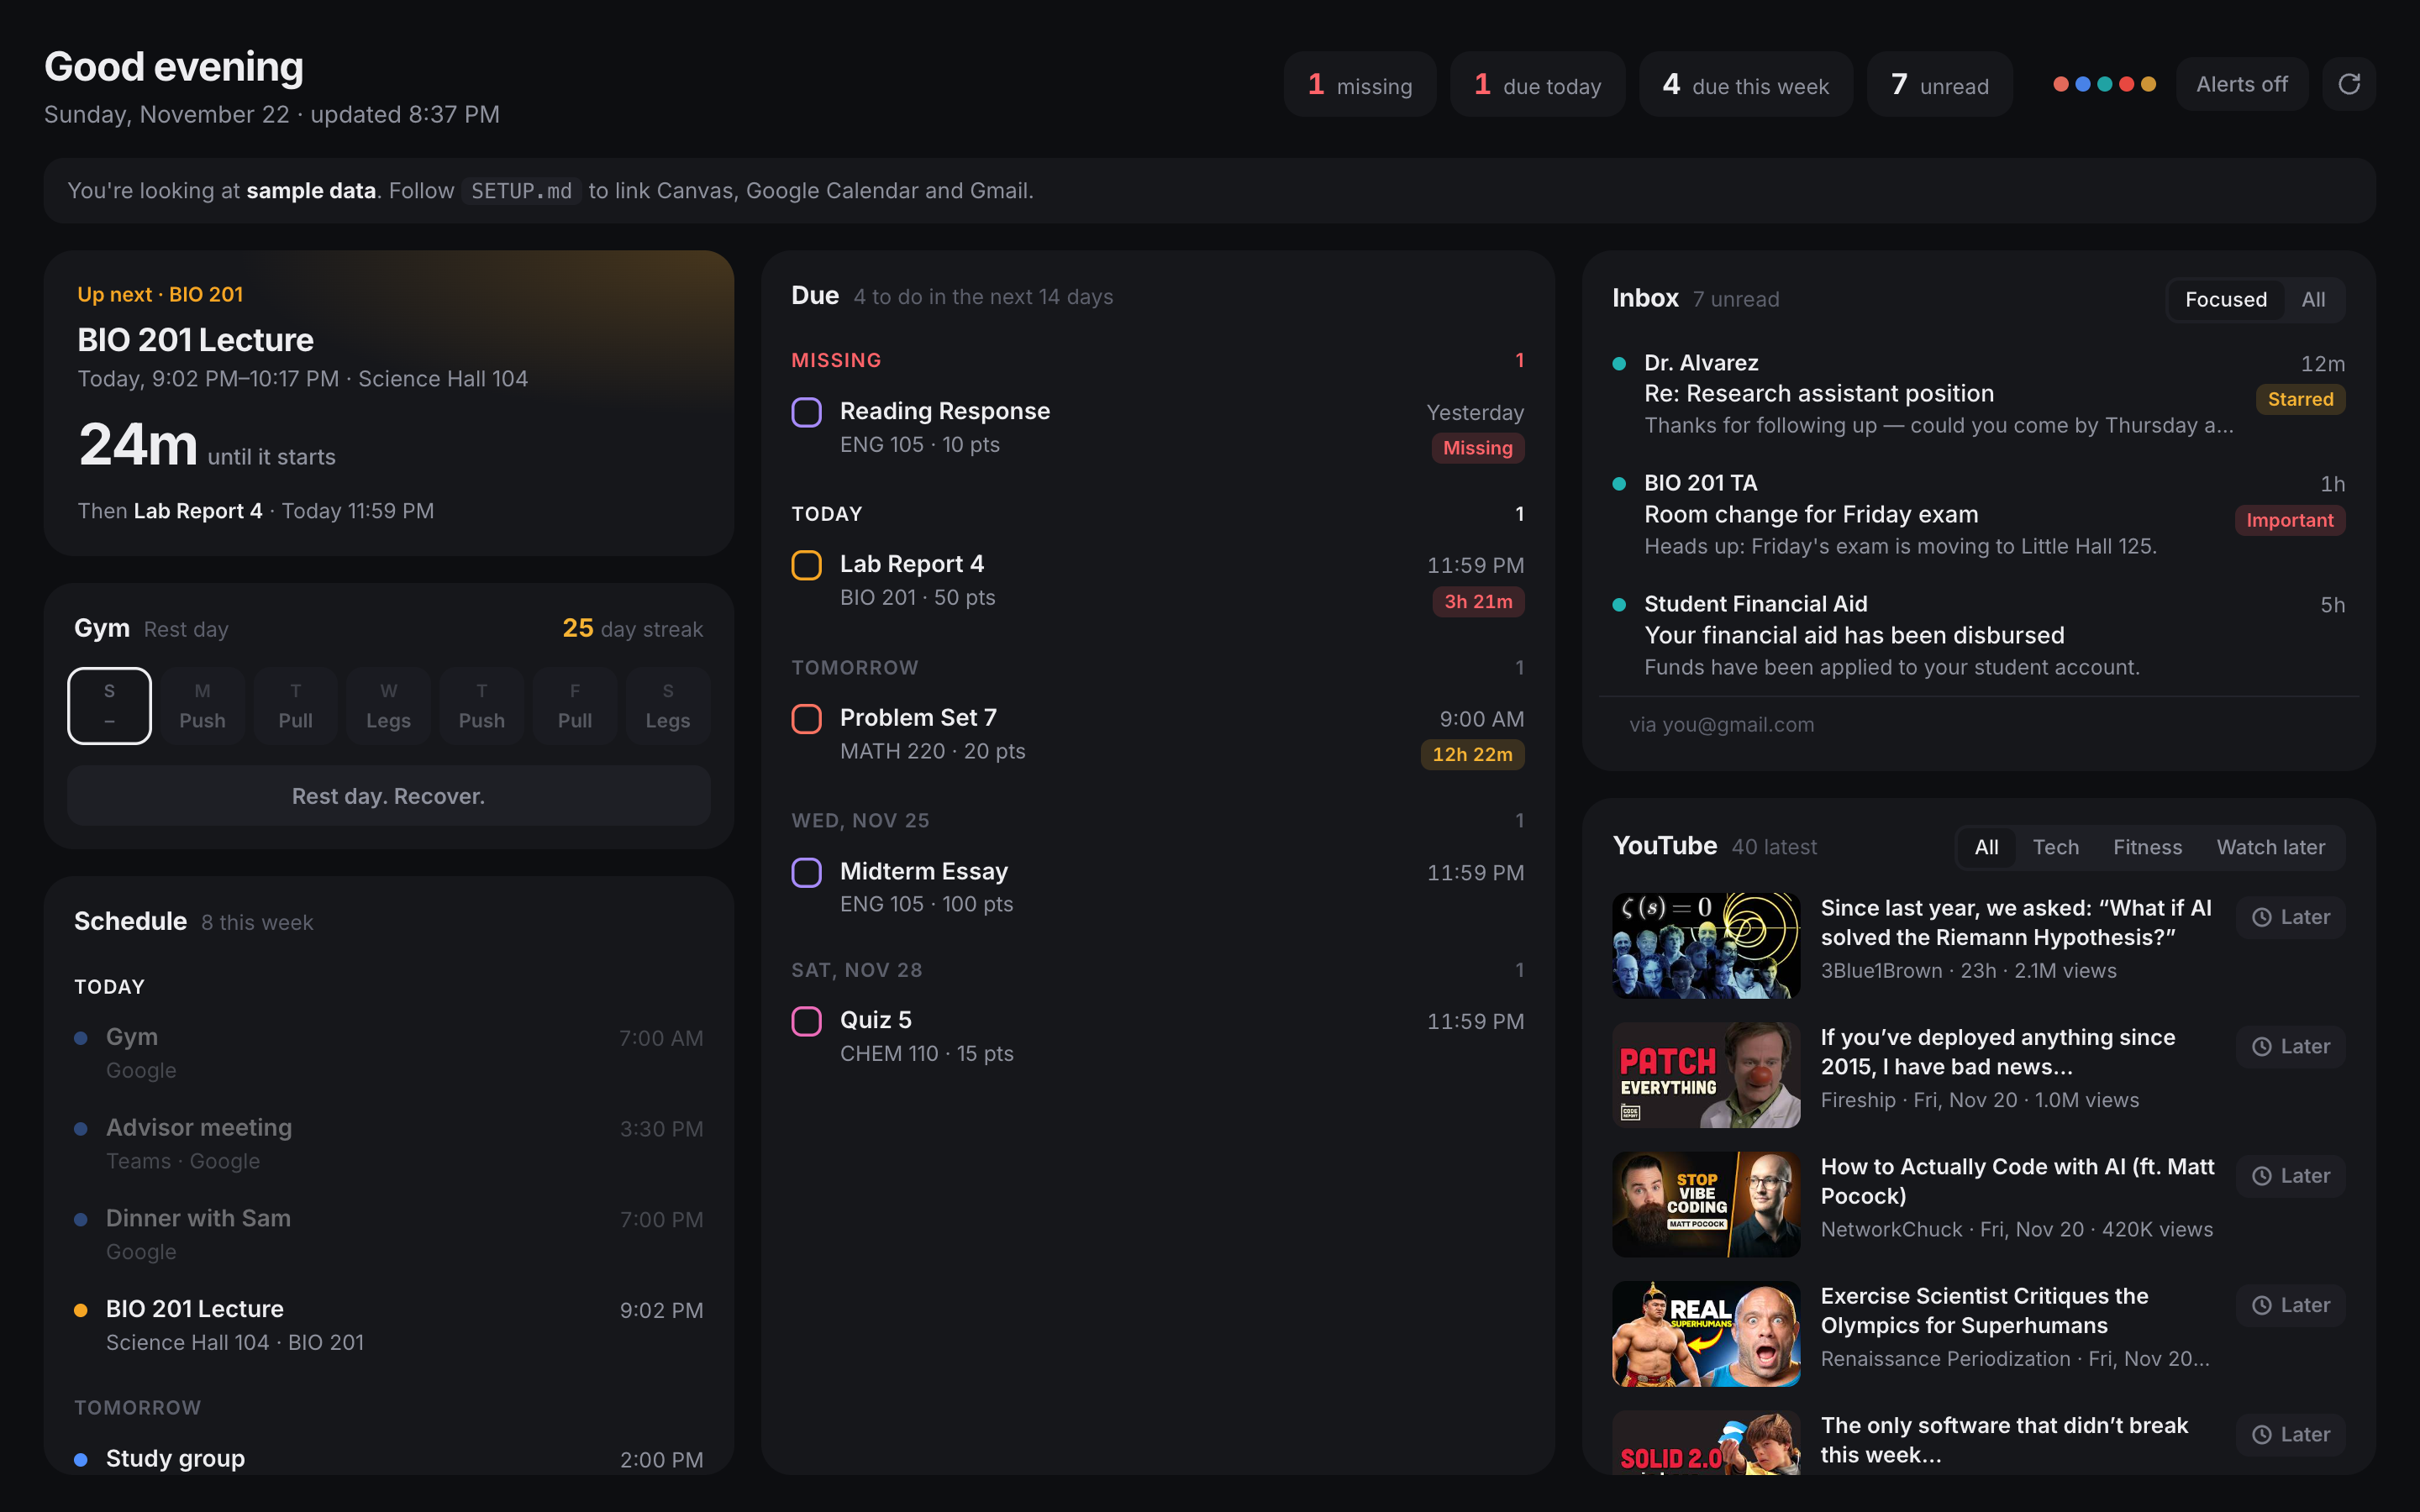 Good evening
Sunday, November 22 · updated 8:37 PM
1 missing
1 due today
4 due this week
7 unread
Alerts off
You're looking at sample data. Follow SETUP.md to link Canvas, Google Calendar and Gmail.
Up next · BIO 201
BIO 201 Lecture
Today, 9:02 PM–10:17 PM · Science Hall 104
24m until it starts
Then Lab Report 4 · Today 11:59 PM
Gym Rest day
25 day streak
S M T W T F S
– Push Pull Legs Push Pull Legs
Rest day. Recover.
Schedule 8 this week
TODAY
Gym 7:00 AM
Google
Advisor meeting 3:30 PM
Teams · Google
Dinner with Sam 7:00 PM
Google
BIO 201 Lecture 9:02 PM
Science Hall 104 · BIO 201
TOMORROW
Study group 2:00 PM
Due 4 to do in the next 14 days
MISSING 1
Reading Response Yesterday
ENG 105 · 10 pts Missing
TODAY 1
Lab Report 4 11:59 PM
BIO 201 · 50 pts 3h 21m
TOMORROW 1
Problem Set 7 9:00 AM
MATH 220 · 20 pts 12h 22m
WED, NOV 25 1
Midterm Essay 11:59 PM
ENG 105 · 100 pts
SAT, NOV 28 1
Quiz 5 11:59 PM
CHEM 110 · 15 pts
Inbox 7 unread
Focused All
Dr. Alvarez 12m
Re: Research assistant position Starred
Thanks for following up — could you come by Thursday a...
BIO 201 TA 1h
Room change for Friday exam Important
Heads up: Friday's exam is moving to Little Hall 125.
Student Financial Aid 5h
Your financial aid has been disbursed
Funds have been applied to your student account.
via you@gmail.com
YouTube 40 latest
All Tech Fitness Watch later
ζ(s) = 0
Since last year, we asked: “What if AI
solved the Riemann Hypothesis?”
3Blue1Brown · 23h · 2.1M views
Later
PATCH
EVERYTHING
CODE
REPORT
If you’ve deployed anything since
2015, I have bad news…
Fireship · Fri, Nov 20 · 1.0M views
Later
STOP
VIBE
CODING
MATT POCOCK
How to Actually Code with AI (ft. Matt
Pocock)
NetworkChuck · Fri, Nov 20 · 420K views
Later
REAL
SUPERHUMANS
Exercise Scientist Critiques the
Olympics for Superhumans
Renaissance Periodization · Fri, Nov 20...
Later
SOLID 2.0
The only software that didn’t break
this week…
Later